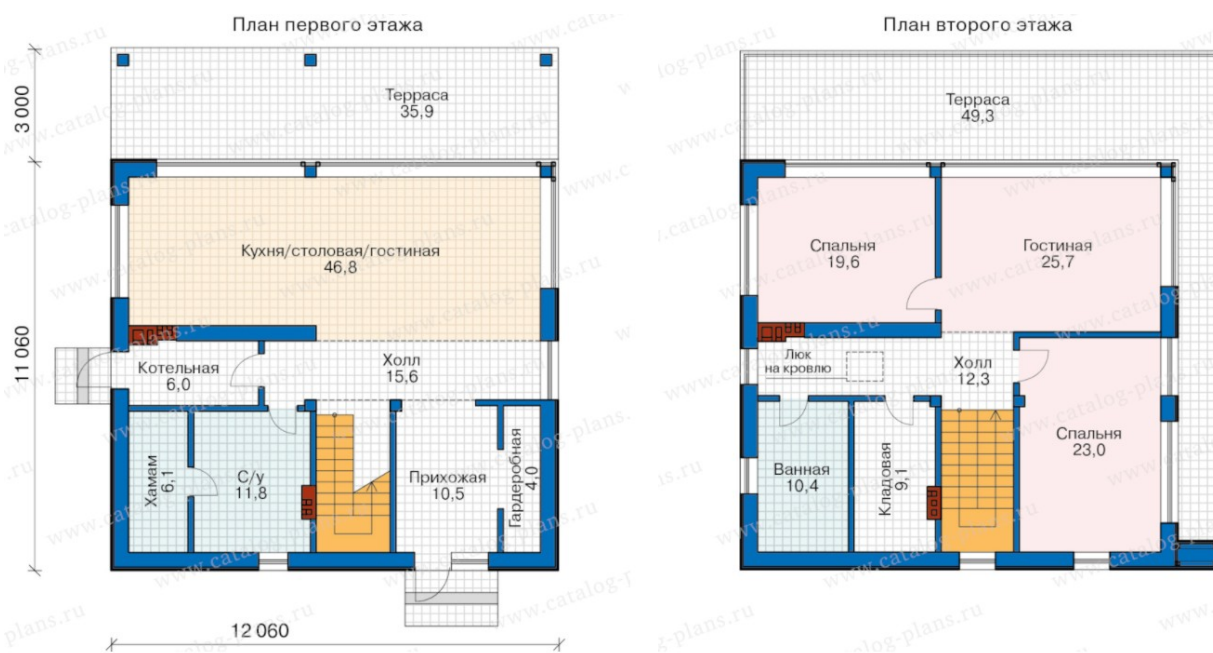 План первого этажа
3 000
11 060
Терраса
35,9
Кухня/столовая/гостиная
46,8
Котельная
6,0
Холл
15,6
Хамам
6,1
С/у
11,8
Прихожая
10,5
Гардеробная
4,0
12 060
План второго этажа
Терраса
49,3
Спальня
19,6
Гостиная
25,7
Люк
на кровлю
Холл
12,3
Ванная
10,4
Кладовая
9,1
Спальня
23,0
www.catalog-plans.ru